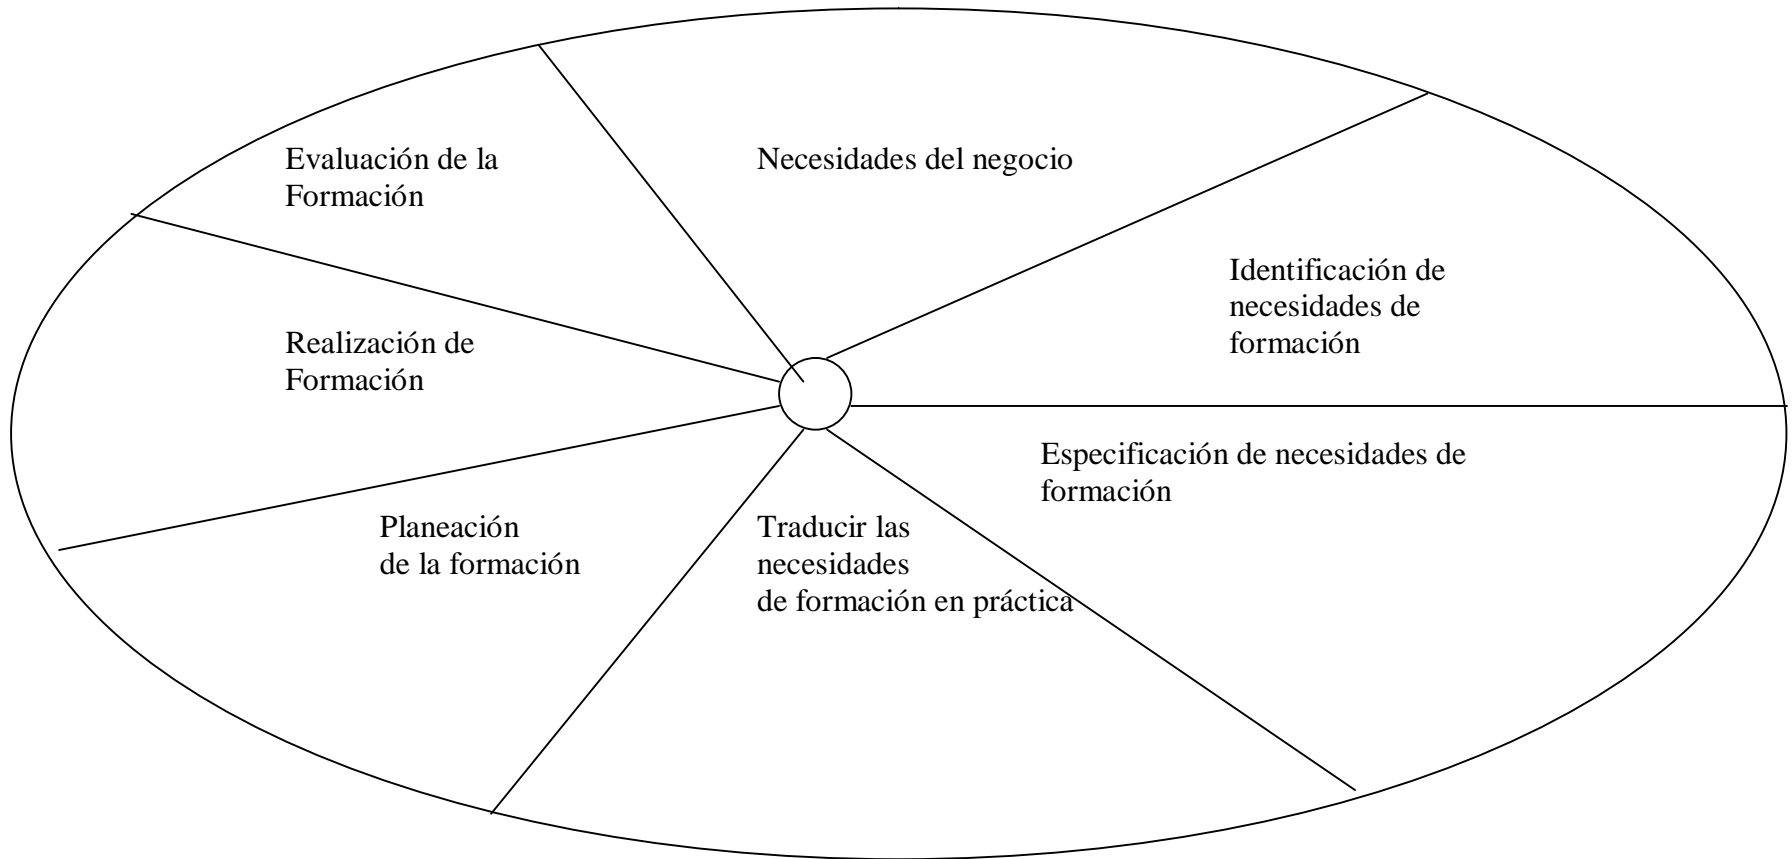 Evaluación de la
Formación
Necesidades del negocio
Identificación de
necesidades de
formación
Realización de
Formación
Especificación de necesidades de
formación
Planeación
de la formación
Traducir las
necesidades
de formación en práctica